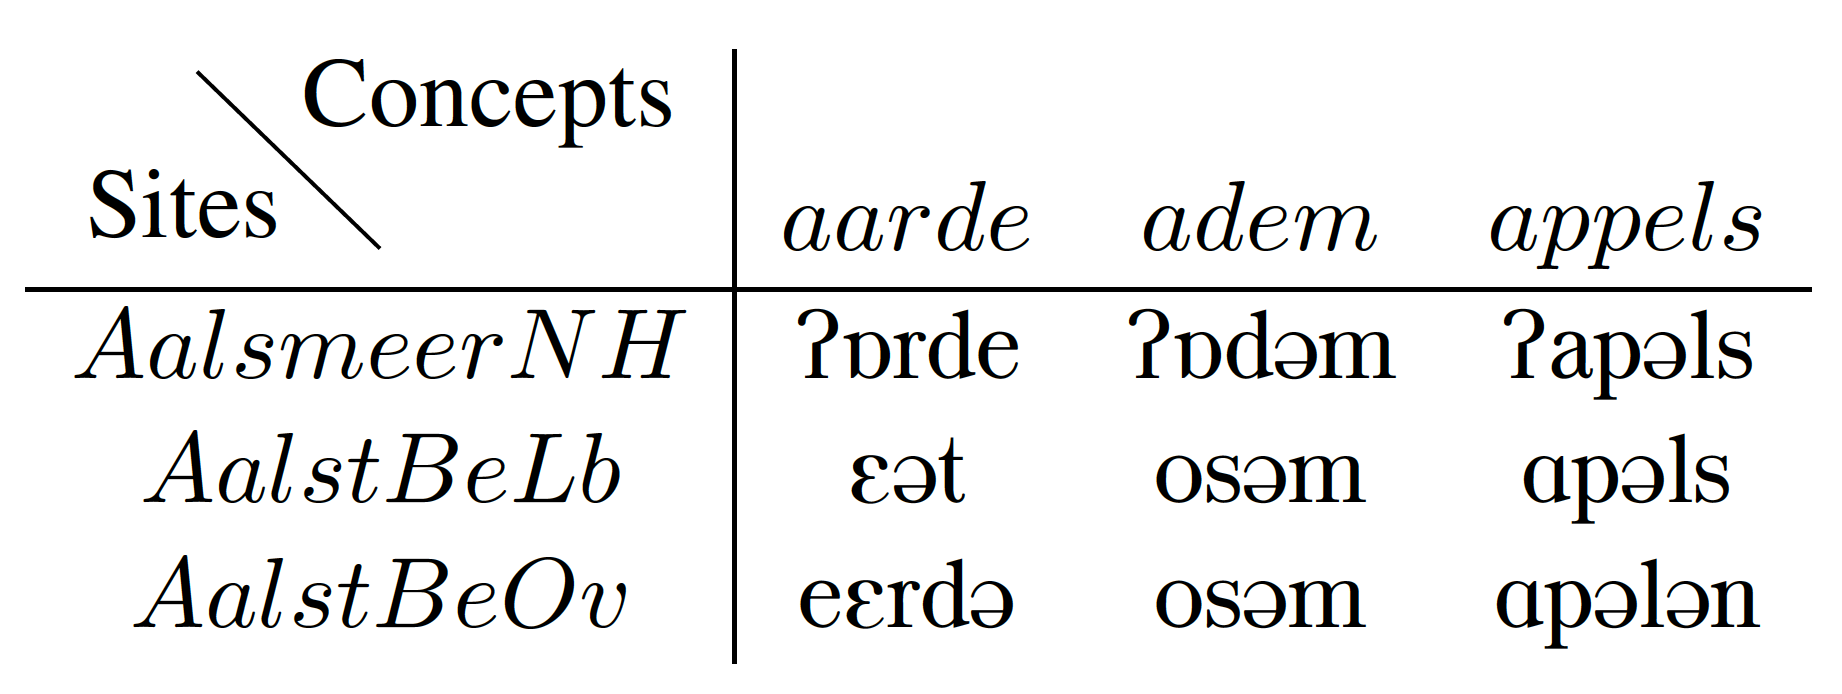 Concepts
Sites aarde adem appels
AalsmeerNH ʔɒrde ʔɒdəm ʔapəls
AalstBeLb ɛət osəm ɑpəls
AalstBeOv eɛrdə osəm ɑpələn